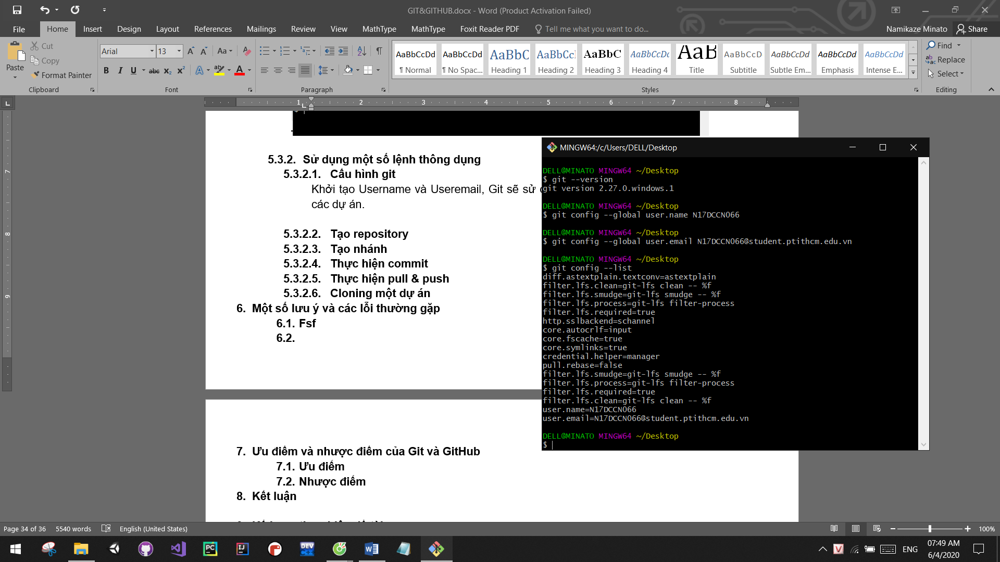 GIT&GITHUB.docx - Word (Product Activation Failed)
File Home Insert Design Layout References Mailings Review View MathType MathType Foxit Reader PDF Tell me what you want to do... Namikaze Minato Share
Paste
Cut
Copy
Format Painter
Clipboard
Arial 13
Font
Paragraph
AaBbCcDd AaBbCcDd AaBbC AaBbCc AaBbC AaBbCcDc AaB AaBbCcD AaBbCcDd AaBbCcDd AaBbCcDd
¶ Normal ¶ No Spac... Heading 1 Heading 2 Heading 3 Heading 4 Title Subtitle Subtle Em... Emphasis Intense E...
Styles
Find
Replace
Select
Editing
1 2 3 4 5 6 7 8
7
8
9
5.3.2. Sử dụng một số lệnh thông dụng
5.3.2.1. Cấu hình git
Khởi tạo Username và Useremail, Git sẽ sử
các dự án.
5.3.2.2. Tạo repository
5.3.2.3. Tạo nhánh
5.3.2.4. Thực hiện commit
5.3.2.5. Thực hiện pull & push
5.3.2.6. Cloning một dự án
6. Một số lưu ý và các lỗi thường gặp
6.1. Fsf
6.2.
7. Ưu điểm và nhược điểm của Git và GitHub
7.1. Ưu điểm
7.2. Nhược điểm
8. Kết luận
MINGW64:/c/Users/DELL/Desktop
DELL@MINATO MINGW64 ~/Desktop
$ git --version
git version 2.27.0.windows.1
DELL@MINATO MINGW64 ~/Desktop
$ git config --global user.name N17DCCN066
DELL@MINATO MINGW64 ~/Desktop
$ git config --global user.email N17DCCN066@student.ptithcm.edu.vn
DELL@MINATO MINGW64 ~/Desktop
$ git config --list
diff.astextplain.textconv=astextplain
filter.lfs.clean=git-lfs clean -- %f
filter.lfs.smudge=git-lfs smudge -- %f
filter.lfs.process=git-lfs filter-process
filter.lfs.required=true
http.sslbackend=schannel
core.autocrlf=input
core.fscache=true
core.symlinks=true
credential.helper=manager
pull.rebase=false
filter.lfs.smudge=git-lfs smudge -- %f
filter.lfs.process=git-lfs filter-process
filter.lfs.required=true
filter.lfs.clean=git-lfs clean -- %f
user.name=N17DCCN066
user.email=N17DCCN066@student.ptithcm.edu.vn
DELL@MINATO MINGW64 ~/Desktop
$
Page 34 of 36 5540 words English (United States) 100%
ENG
07:49 AM
6/4/2020